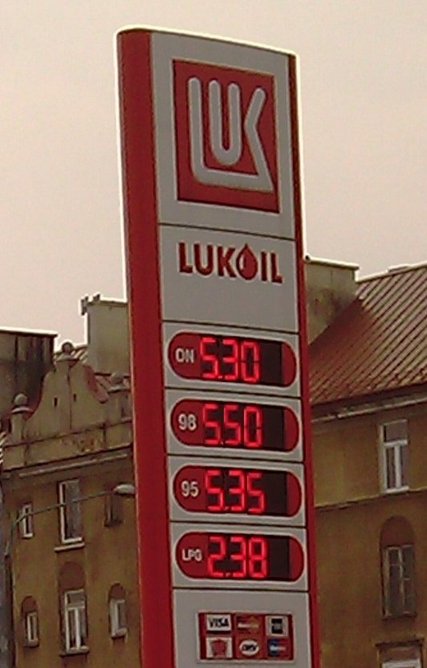 LUK
LUKOIL
ON 5.30
98 5.50
95 5.35
LPG 2.38
VISA